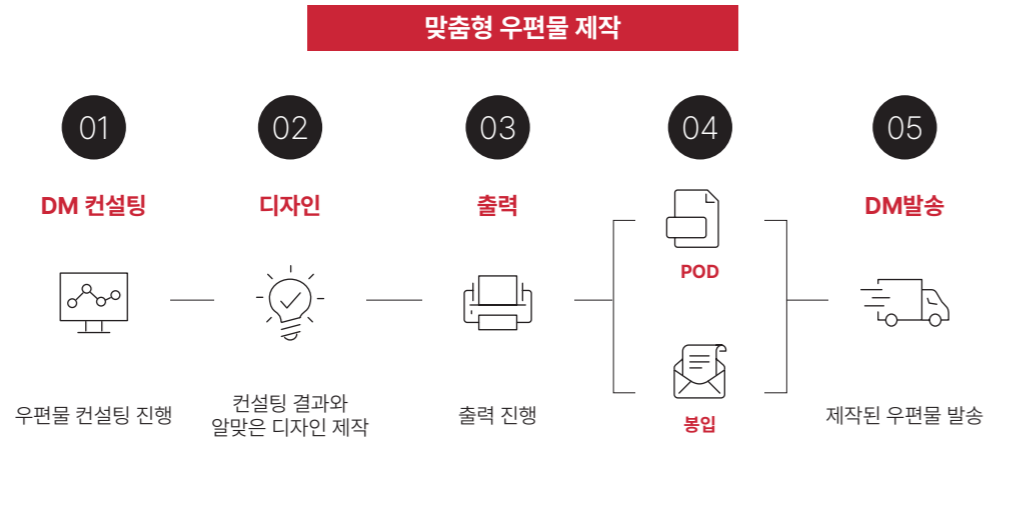 맞춤형 우편물 제작
01
DM 컨설팅
우편물 컨설팅 진행
02
디자인
컨설팅 결과와
알맞은 디자인 제작
03
출력
출력 진행
04
POD
봉입
05
DM발송
제작된 우편물 발송